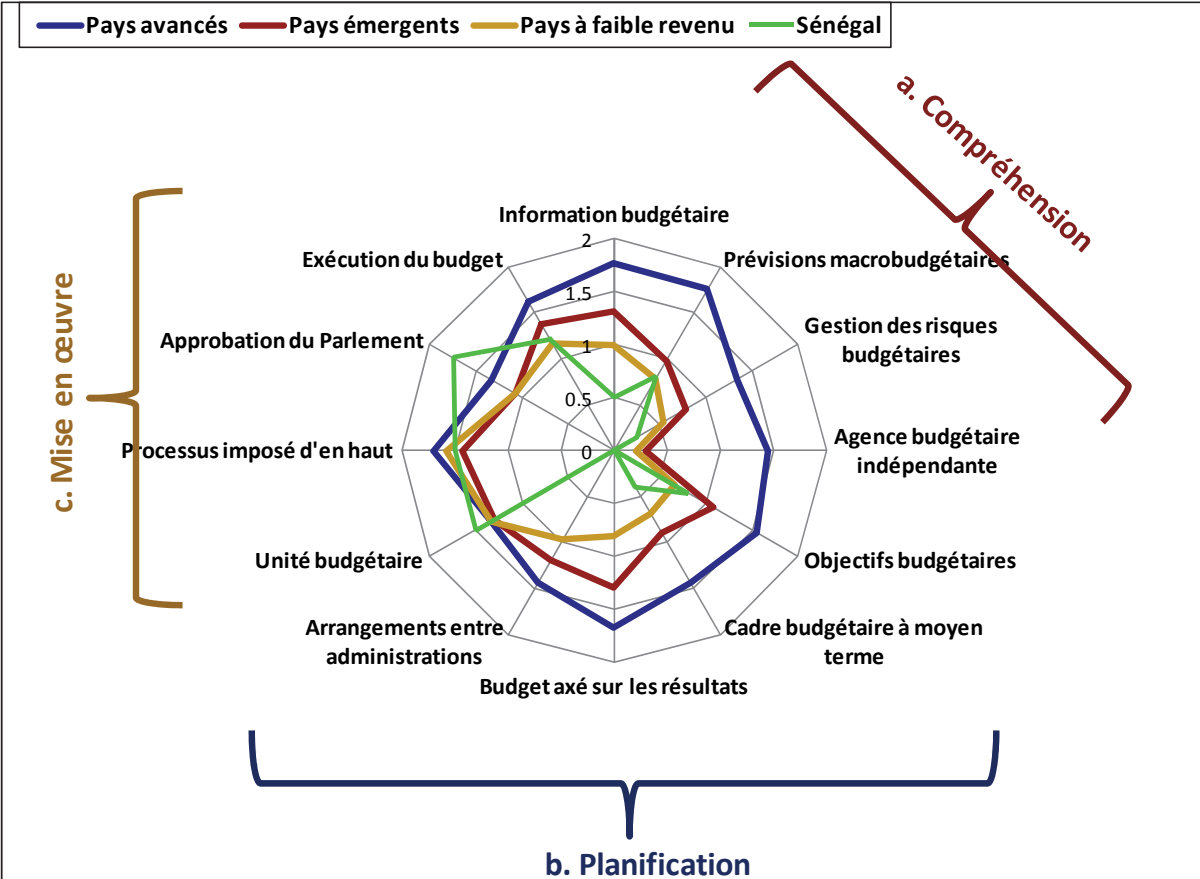 Pays avancés Pays émergents Pays à faible revenu Sénégal
a. Compréhension
Information budgétaire
Prévisions macrobudgétaires
Gestion des risques
budgétaires
Agence budgétaire
indépendante
Objectifs budgétaires
Cadre budgétaire à moyen
terme
Budget axé sur les résultats
Arrangements entre
administrations
Unité budgétaire
Processus imposé d'en haut
Approbation du Parlement
Exécution du budget
2
1.5
1
0.5
0
c. Mise en œuvre
b. Planification